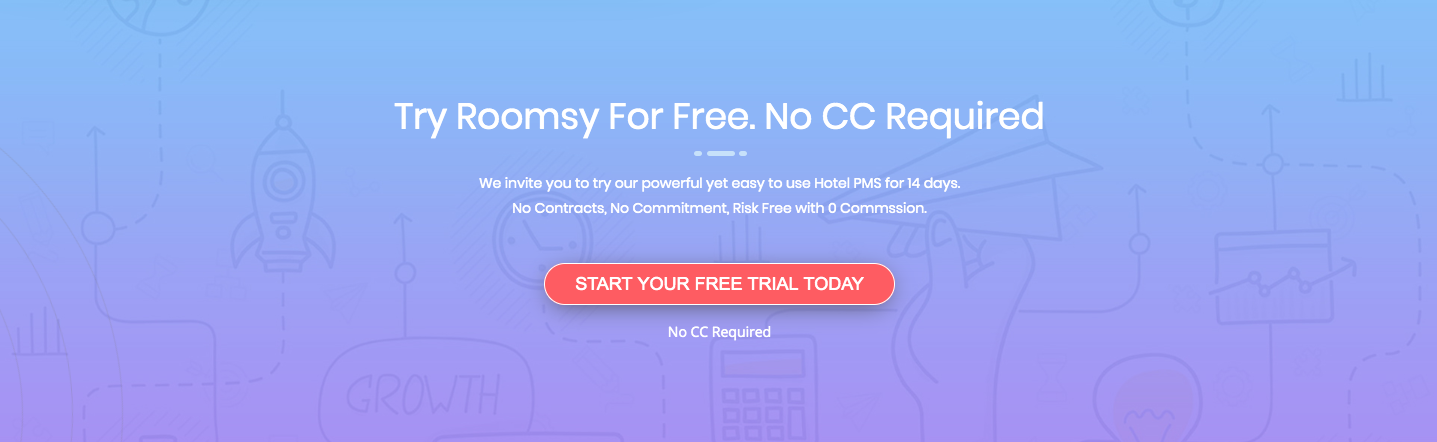 Try Roomsy For Free. No CC Required
We invite you to try our powerful yet easy to use Hotel PMS for 14 days.
No Contracts, No Commitment, Risk Free with 0 Commssion.
START YOUR FREE TRIAL TODAY
No CC Required
GROWTH